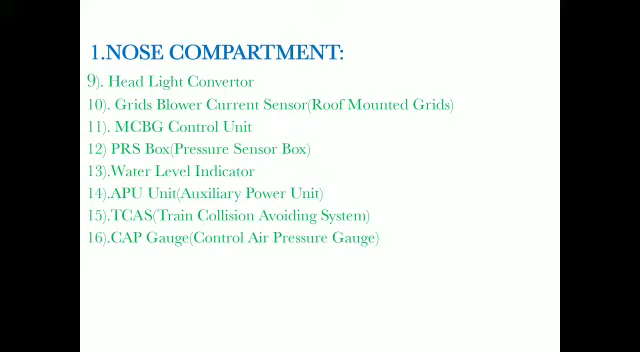 1.NOSE COMPARTMENT:
9). Head Light Convertor
10). Grids Blower Current Sensor(Roof Mounted Grids)
11). MCBG Control Unit
12) PRS Box(Pressure Sensor Box)
13).Water Level Indicator
14).APU Unit(Auxiliary Power Unit)
15).TCAS(Train Collision Avoiding System)
16).CAP Gauge(Control Air Pressure Gauge)